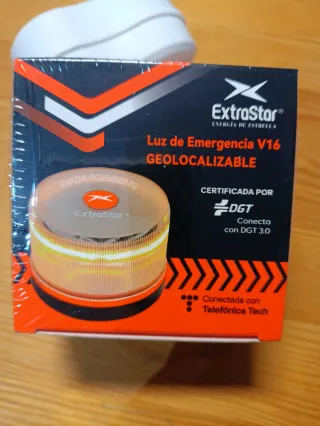 ExtraStar®
ENERGÍA DE ESTRELLA
Luz de Emergencia V16
GEOLOCALIZABLE
CERTIFICADA POR
DGT
Conecta
con DGT 3.0
ExtraStar
Conectada con
Telefónica Tech